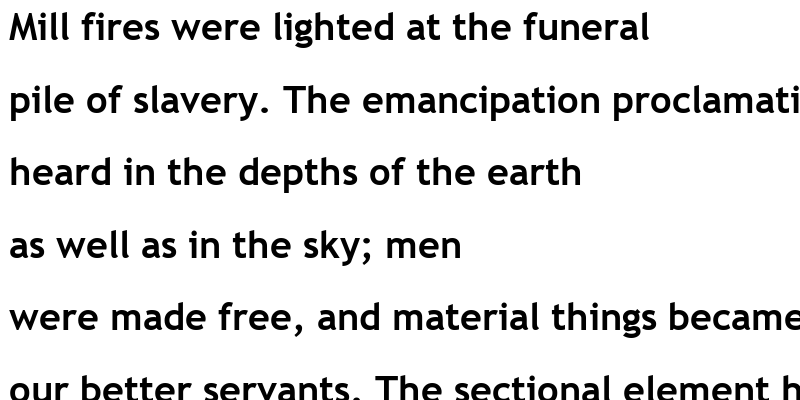 Mill fires were lighted at the funeral
pile of slavery. The emancipation proclamati
heard in the depths of the earth
as well as in the sky; men
were made free, and material things became
our better servants. The sectional element h